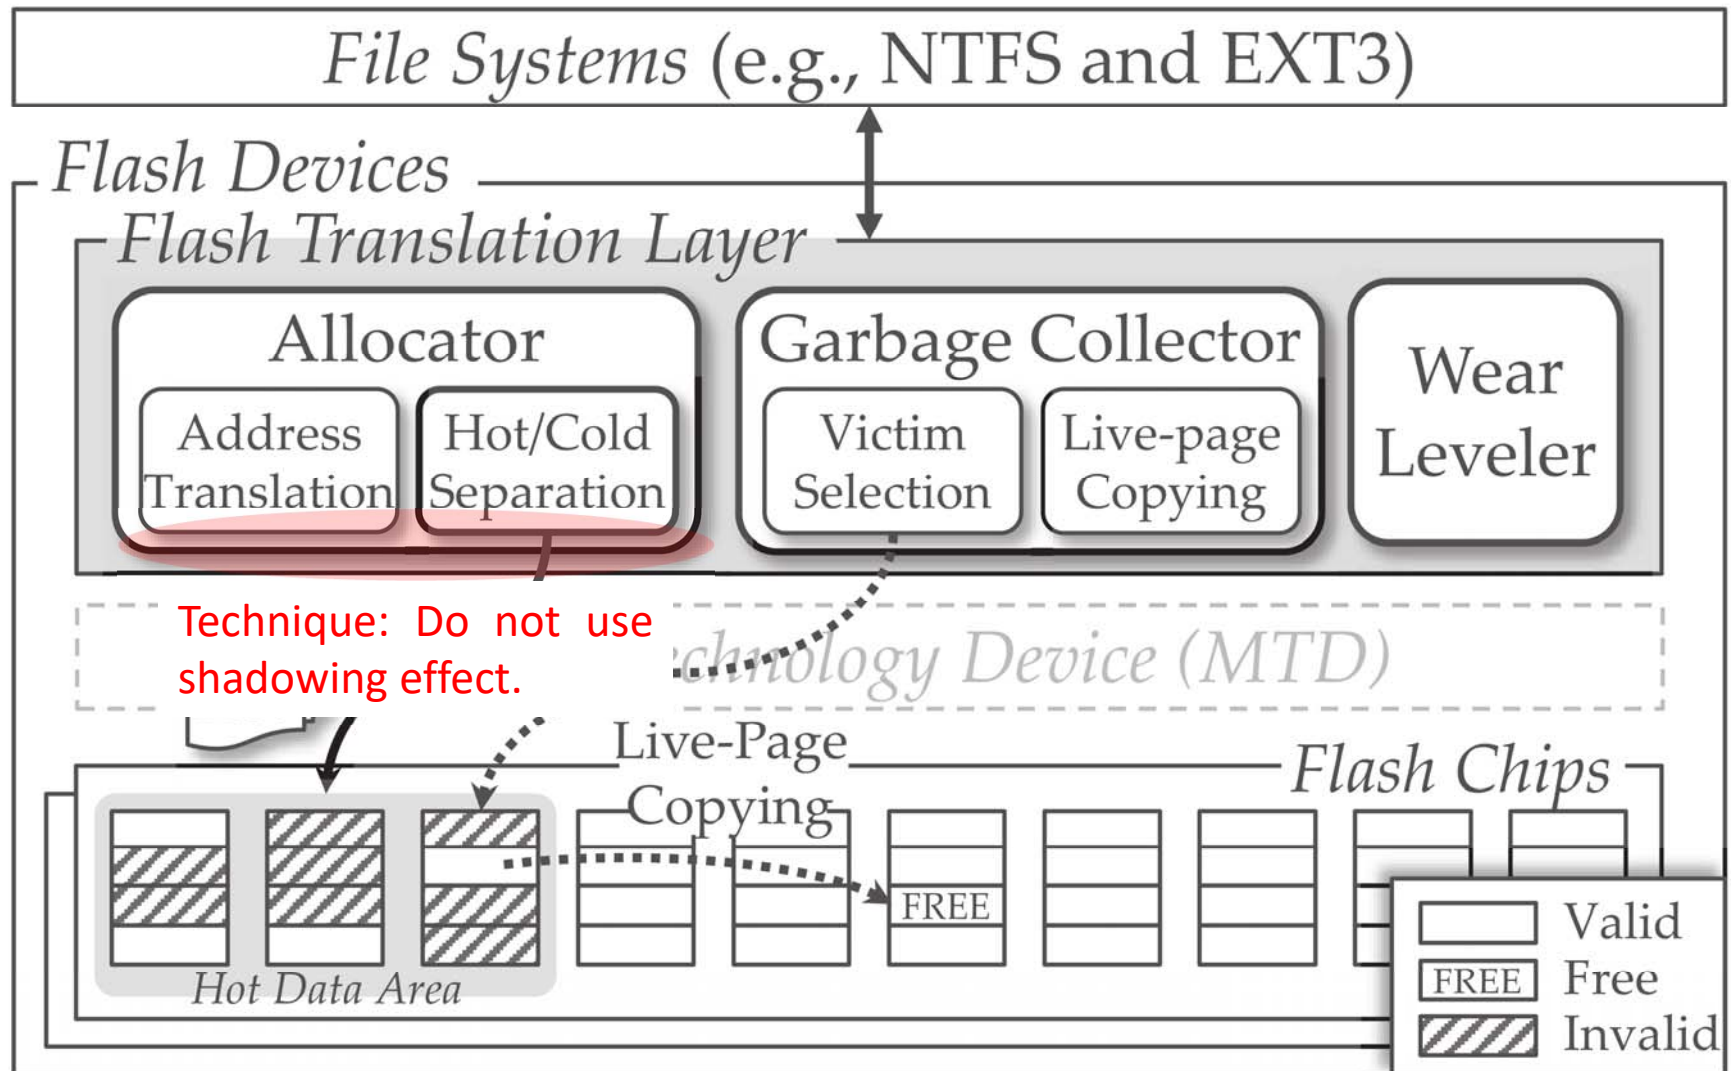 File Systems (e.g., NTFS and EXT3)
Flash Devices
Flash Translation Layer
Allocator
Address
Translation
Hot/Cold
Separation
Garbage Collector
Victim
Selection
Live-page
Copying
Wear
Leveler
Technique: Do not use
shadowing effect.
Device (MTD)
Live-Page
Copying
Flash Chips
FREE
Hot Data Area
Valid
FREE Free
Invalid